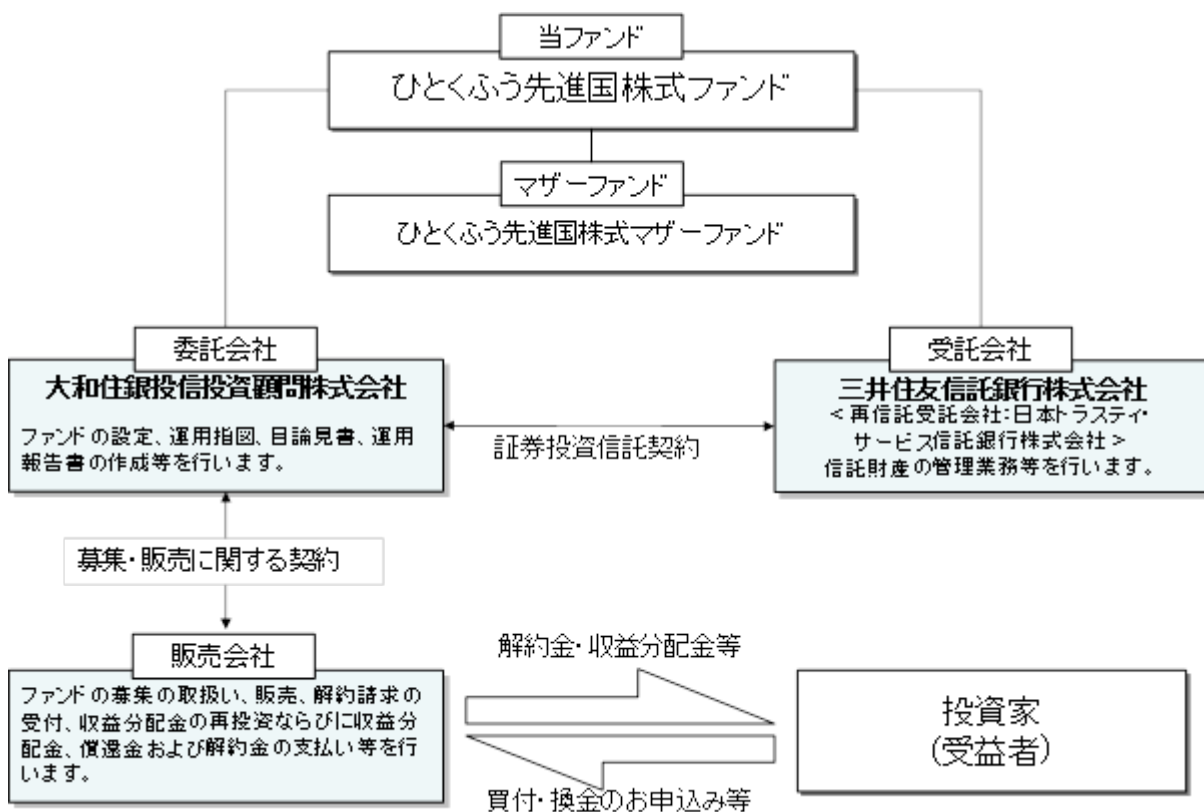 当ファンド
ひとくふう先進国株式ファンド
マザーファンド
ひとくふう先進国株式マザーファンド
委託会社
大和住銀投信投資顧問株式会社
ファンドの設定、運用指図、目論見書、運用
報告書の作成等を行います。
証券投資信託契約
受託会社
三井住友信託銀行株式会社
＜再信託受託会社：日本トラスティ・
サービス信託銀行株式会社＞
信託財産の管理業務等を行います。
募集・販売に関する契約
販売会社
ファンドの募集の取扱い、販売、解約請求の
受付、収益分配金の再投資ならびに収益分
配金、償還金および解約金の支払い等を行
います。
解約金・収益分配金等
買付・換金のお申込み等
投資家
(受益者)